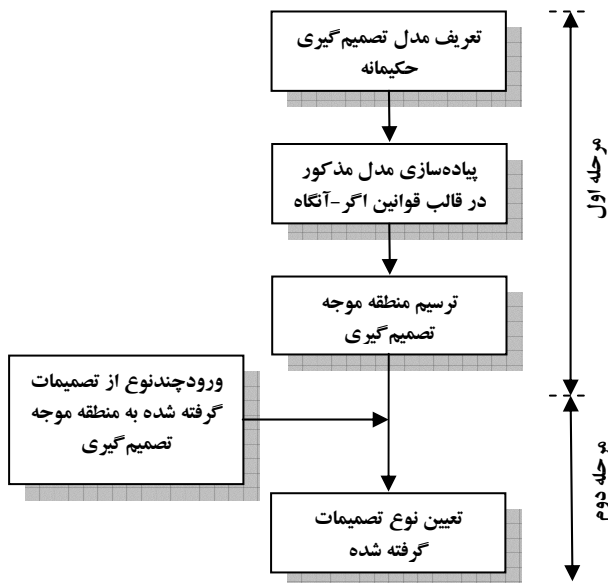 تعریف مدل تصمیم‌گیری
حکیمانه
پیاده‌سازی مدل مذکور
در قالب قوانین اگر-آنگاه
ترسیم منطقه موجه
تصمیم‌گیری
مرحله اول
ورودچندنوع از تصمیمات
گرفته شده به منطقه موجه
تصمیم‌گیری
تعیین نوع تصمیمات
گرفته شده
مرحله دوم